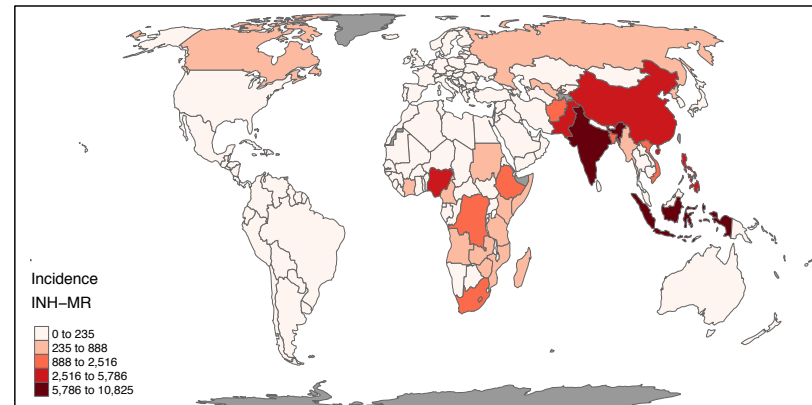 Incidence
INH−MR
0 to 235
235 to 888
888 to 2,516
2,516 to 5,786
5,786 to 10,825